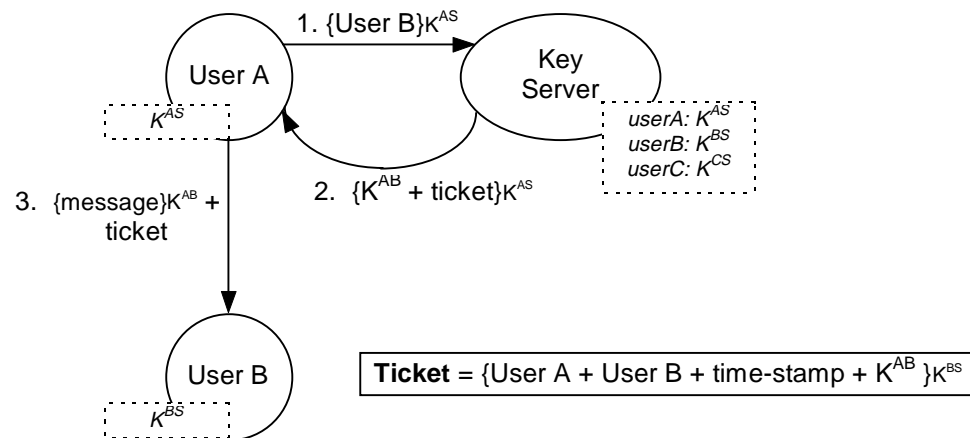 1. {User B}K^AS
User A
Key
Server
K^AS
userA: K^AS
userB: K^BS
userC: K^CS
2. {K^AB + ticket}K^AS
3. {message}K^AB +
ticket
User B
K^BS
Ticket = {User A + User B + time-stamp + K^AB }K^BS